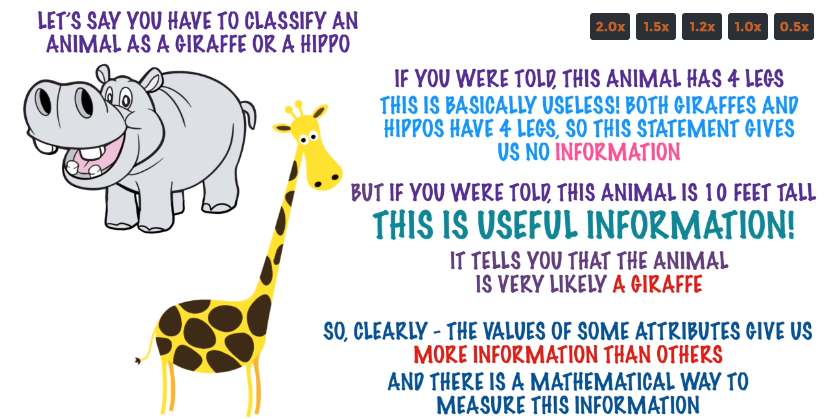 LET'S SAY YOU HAVE TO CLASSIFY AN
ANIMAL AS A GIRAFFE OR A HIPPO
2.0x 1.5x 1.2x 1.0x 0.5x
IF YOU WERE TOLD, THIS ANIMAL HAS 4 LEGS
THIS IS BASICALLY USELESS! BOTH GIRAFFES AND
HIPPOS HAVE 4 LEGS, SO THIS STATEMENT GIVES
US NO INFORMATION
BUT IF YOU WERE TOLD, THIS ANIMAL IS 10 FEET TALL
THIS IS USEFUL INFORMATION!
IT TELLS YOU THAT THE ANIMAL
IS VERY LIKELY A GIRAFFE
SO, CLEARLY - THE VALUES OF SOME ATTRIBUTES GIVE US
MORE INFORMATION THAN OTHERS
AND THERE IS A MATHEMATICAL WAY TO
MEASURE THIS INFORMATION